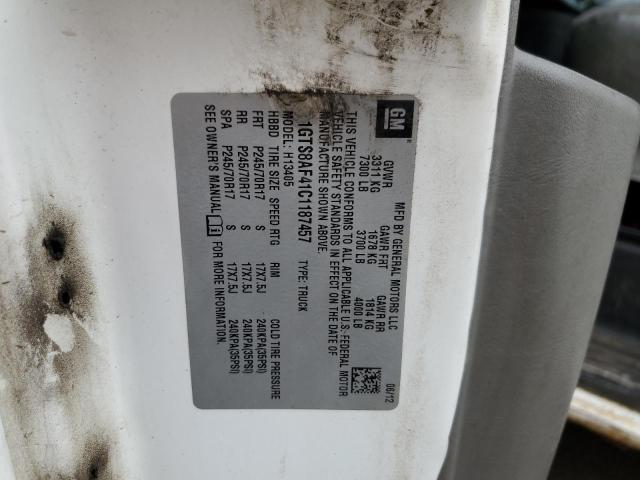 GM
MFD BY GENERAL MOTORS LLC 06/12
GVWR GAWR FRT GAWR RR
3311 KG 1678 KG 1814 KG
7300 LB 3700 LB 4000 LB
THIS VEHICLE CONFORMS TO ALL APPLICABLE U.S. FEDERAL MOTOR
VEHICLE SAFETY STANDARDS IN EFFECT ON THE DATE OF
MANUFACTURE SHOWN ABOVE.
1GTS8AF41C1187457 TYPE: TRUCK
MODEL: H13405
HDBD TIRE SIZE SPEED RTG RIM COLD TIRE PRESSURE
FRT P245/70R17 S 17X7.5J 240KPA(35PSI)
RR P245/70R17 S 17X7.5J 240KPA(35PSI)
SPA P245/70R17 S 17X7.5J 240KPA(35PSI)
SEE OWNER'S MANUAL FOR MORE INFORMATION.